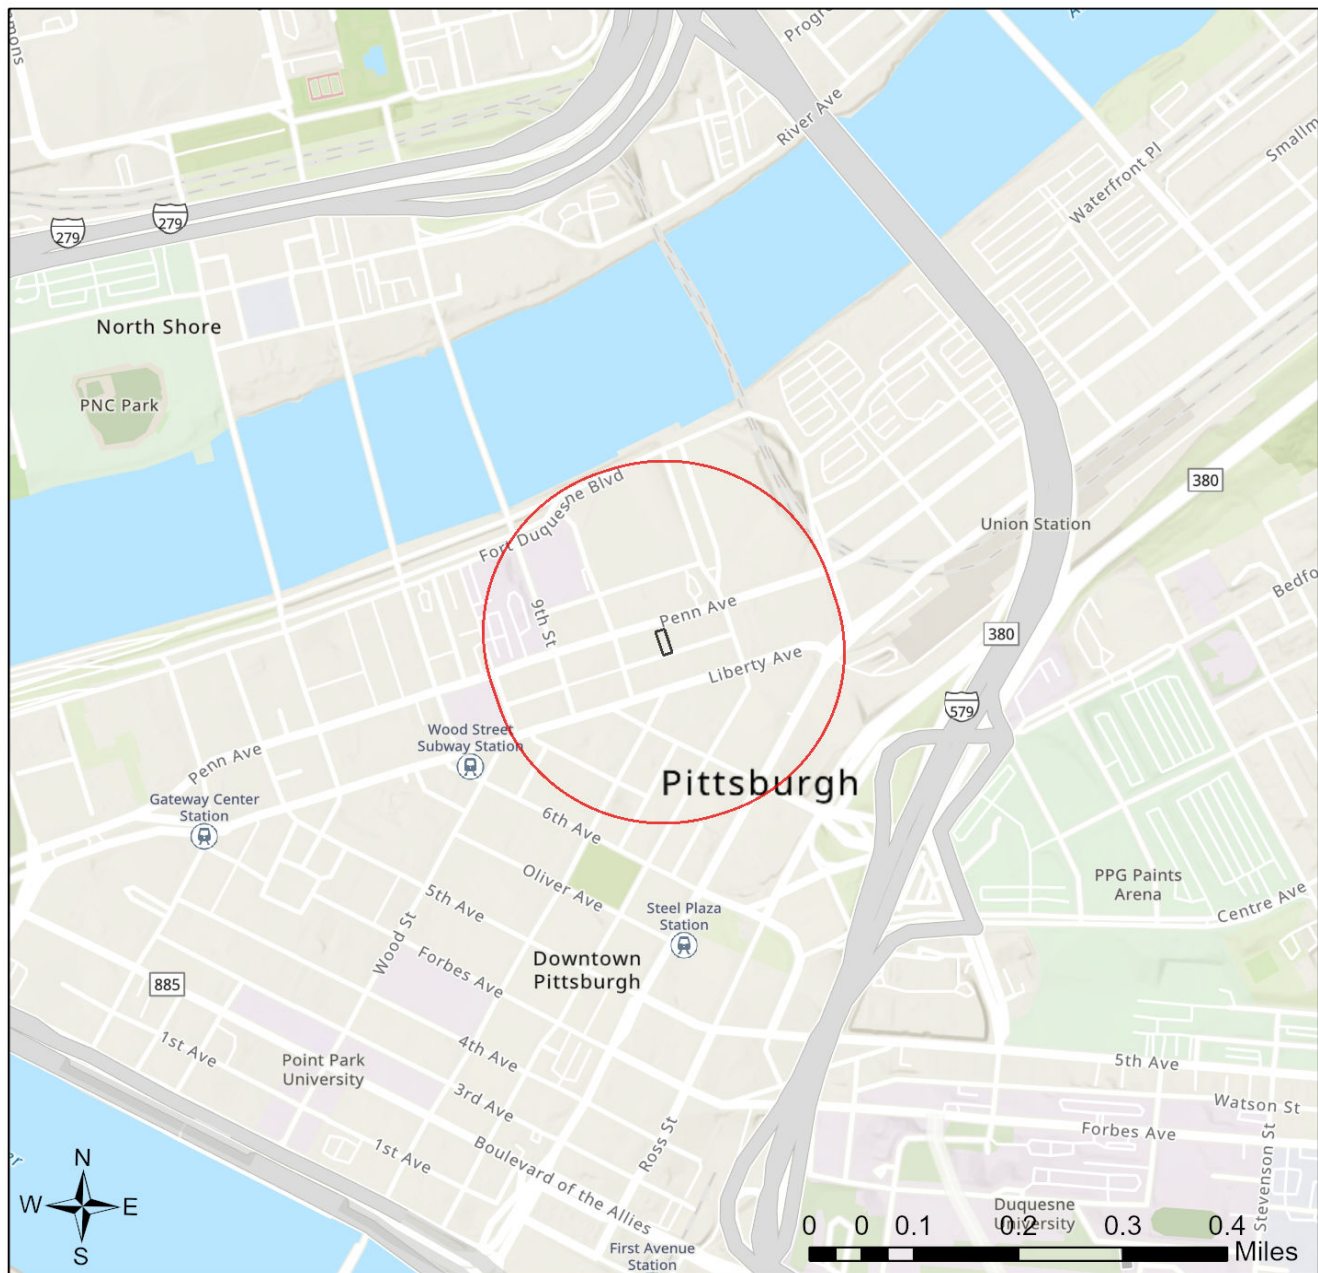 Progr
River Ave
Smallm
Waterfront Pl
279
279
North Shore
PNC Park
380
Union Station
Fort Duques
ne Blvd
Bedfo
9th St
Penn Ave
380
Liberty Ave
579
Wood Street
Subway Station
Penn Ave
Pittsburgh
Gateway Center
Station
6th Ave
PPG Paints
Arena
Oliver Ave
5th Ave
Centre Ave
Steel Plaza
Station
Wood St
Downtown
Pittsburgh
Forbes Ave
885
1st Ave
4th Ave
5th Ave
Point Park
University
3rd Ave
Watson St
Forbes Ave
Ross St
1st Ave
Boulevard of the Allies
Stevenson St
N
W
E
S
Duquesne
University
0
0
0.1
0.2
0.3
0.4
Miles
First Avenue
Station